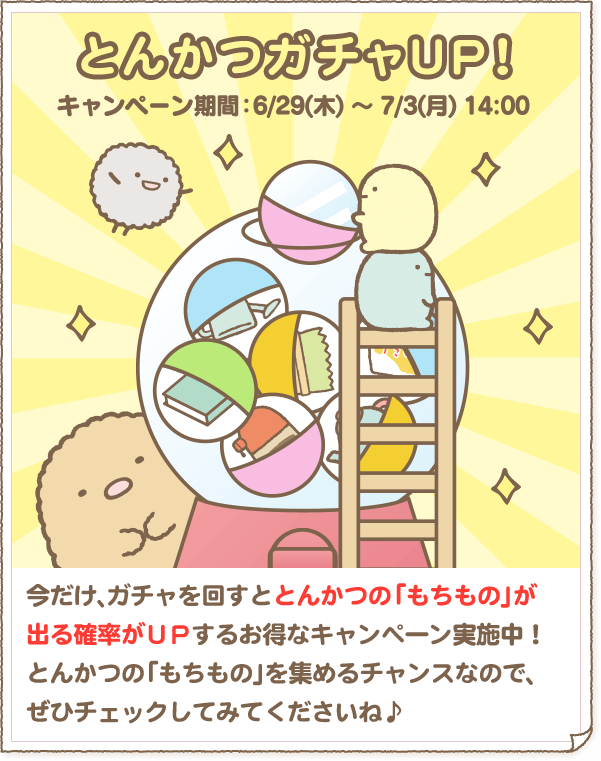 とんかつガチャUP!
キャンペーン期間：6/29(木) ～ 7/3(月) 14:00
今だけ、ガチャを回すととんかつの「もちもの」が
出る確率がＵＰするお得なキャンペーン実施中！
とんかつの「もちもの」を集めるチャンスなので、
ぜひチェックしてみてくださいね♪